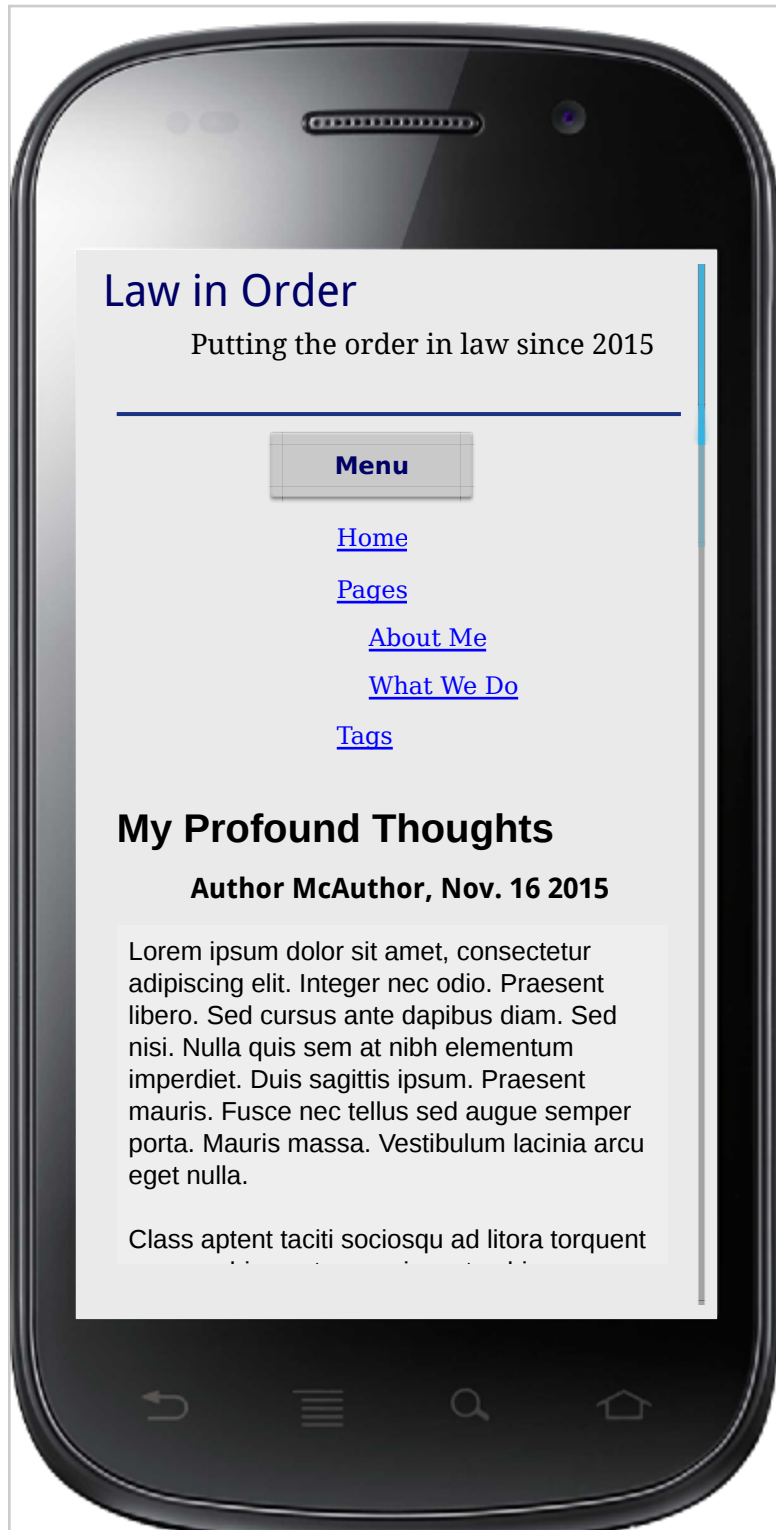 Law in Order
Putting the order in law since 2015
Menu
Home
Pages
About Me
What We Do
Tags
My Profound Thoughts
Author McAuthor, Nov. 16 2015
Lorem ipsum dolor sit amet, consectetur
adipiscing elit. Integer nec odio. Praesent
libero. Sed cursus ante dapibus diam. Sed
nisi. Nulla quis sem at nibh elementum
imperdiet. Duis sagittis ipsum. Praesent
mauris. Fusce nec tellus sed augue semper
porta. Mauris massa. Vestibulum lacinia arcu
eget nulla.
Class aptent taciti sociosqu ad litora torquent